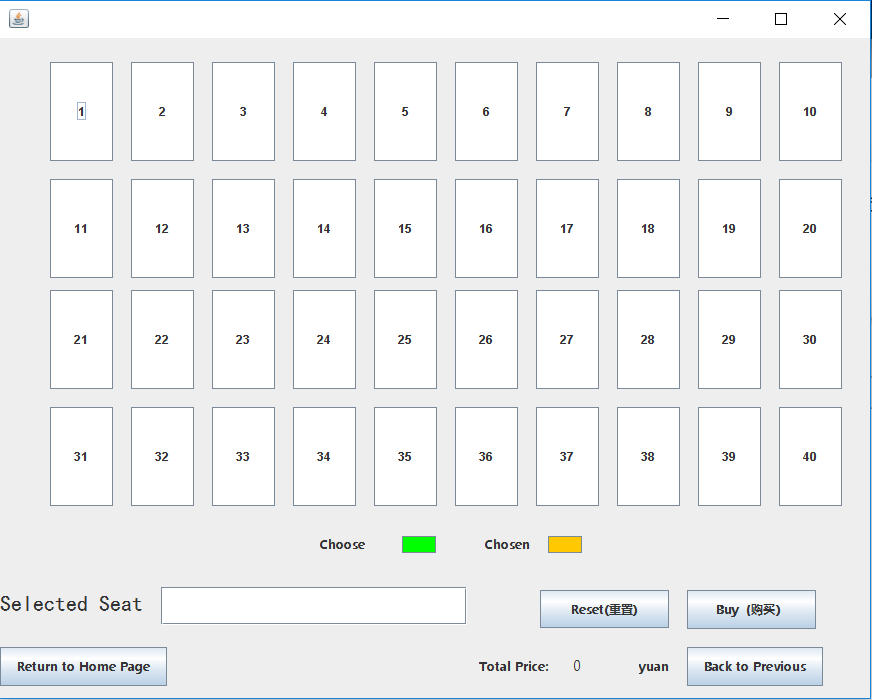 1 2 3 4 5 6 7 8 9 10
11 12 13 14 15 16 17 18 19 20
21 22 23 24 25 26 27 28 29 30
31 32 33 34 35 36 37 38 39 40
Choose Chosen
Selected Seat Reset(重置) Buy (购买)
Return to Home Page Total Price: 0 yuan Back to Previous